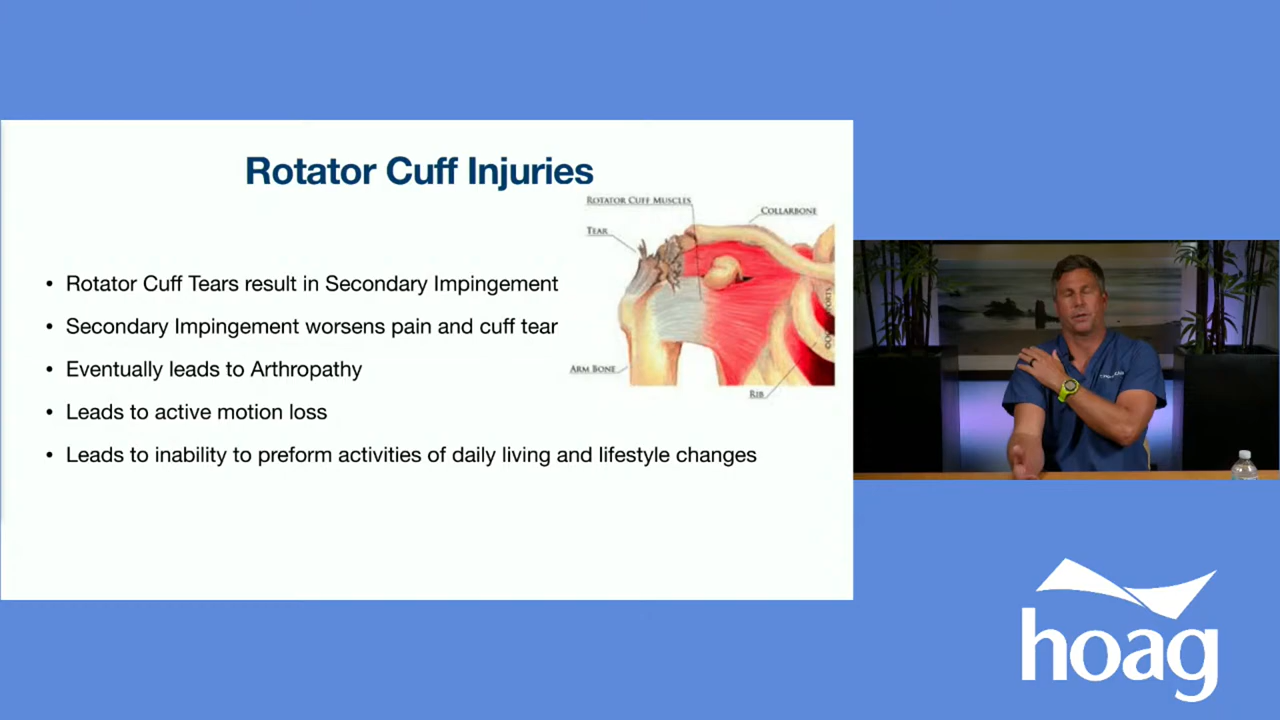 Rotator Cuff Injuries
ROTATOR CUFF MUSCLES
COLLARBONE
TEAR
• Rotator Cuff Tears result in Secondary Impingement
• Secondary Impingement worsens pain and cuff tear
• Eventually leads to Arthropathy
ARM BONE
RIB
• Leads to active motion loss
• Leads to inability to preform activities of daily living and lifestyle changes
hoag